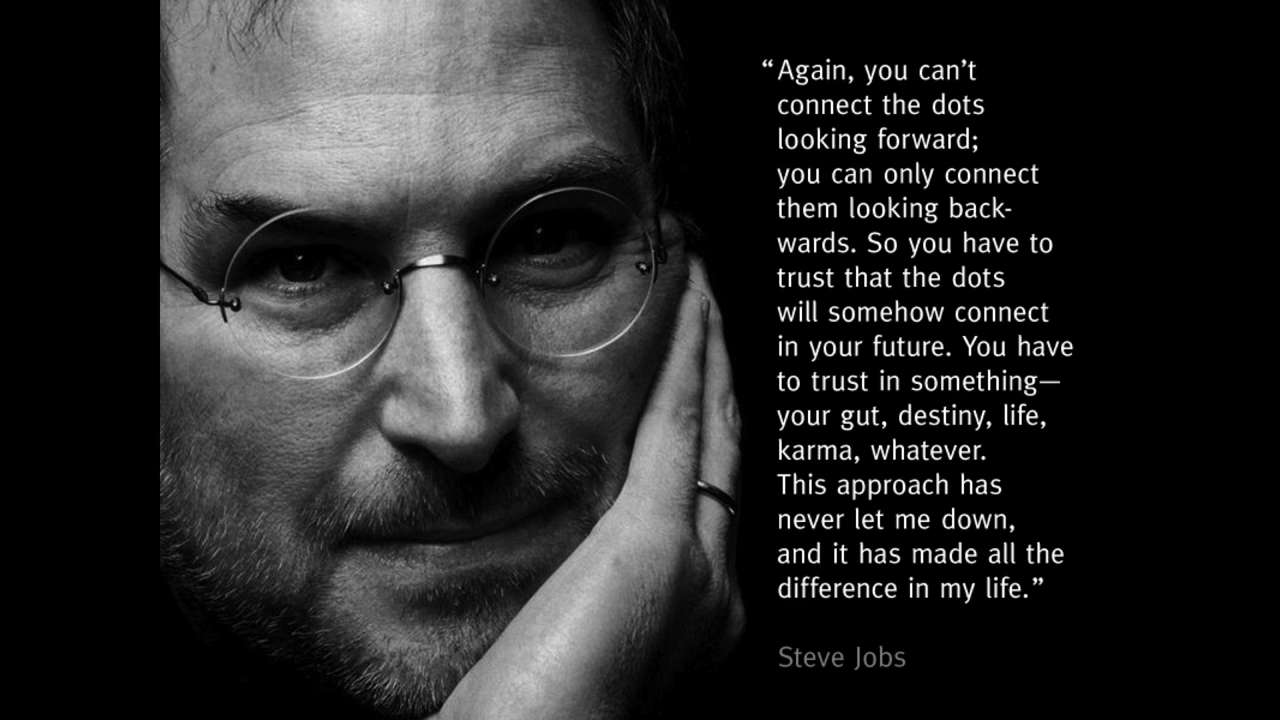 “Again, you can’t
connect the dots
looking forward;
you can only connect
them looking back-
wards. So you have to
trust that the dots
will somehow connect
in your future. You have
to trust in something—
your gut, destiny, life,
karma, whatever.
This approach has
never let me down,
and it has made all the
difference in my life.”
Steve Jobs